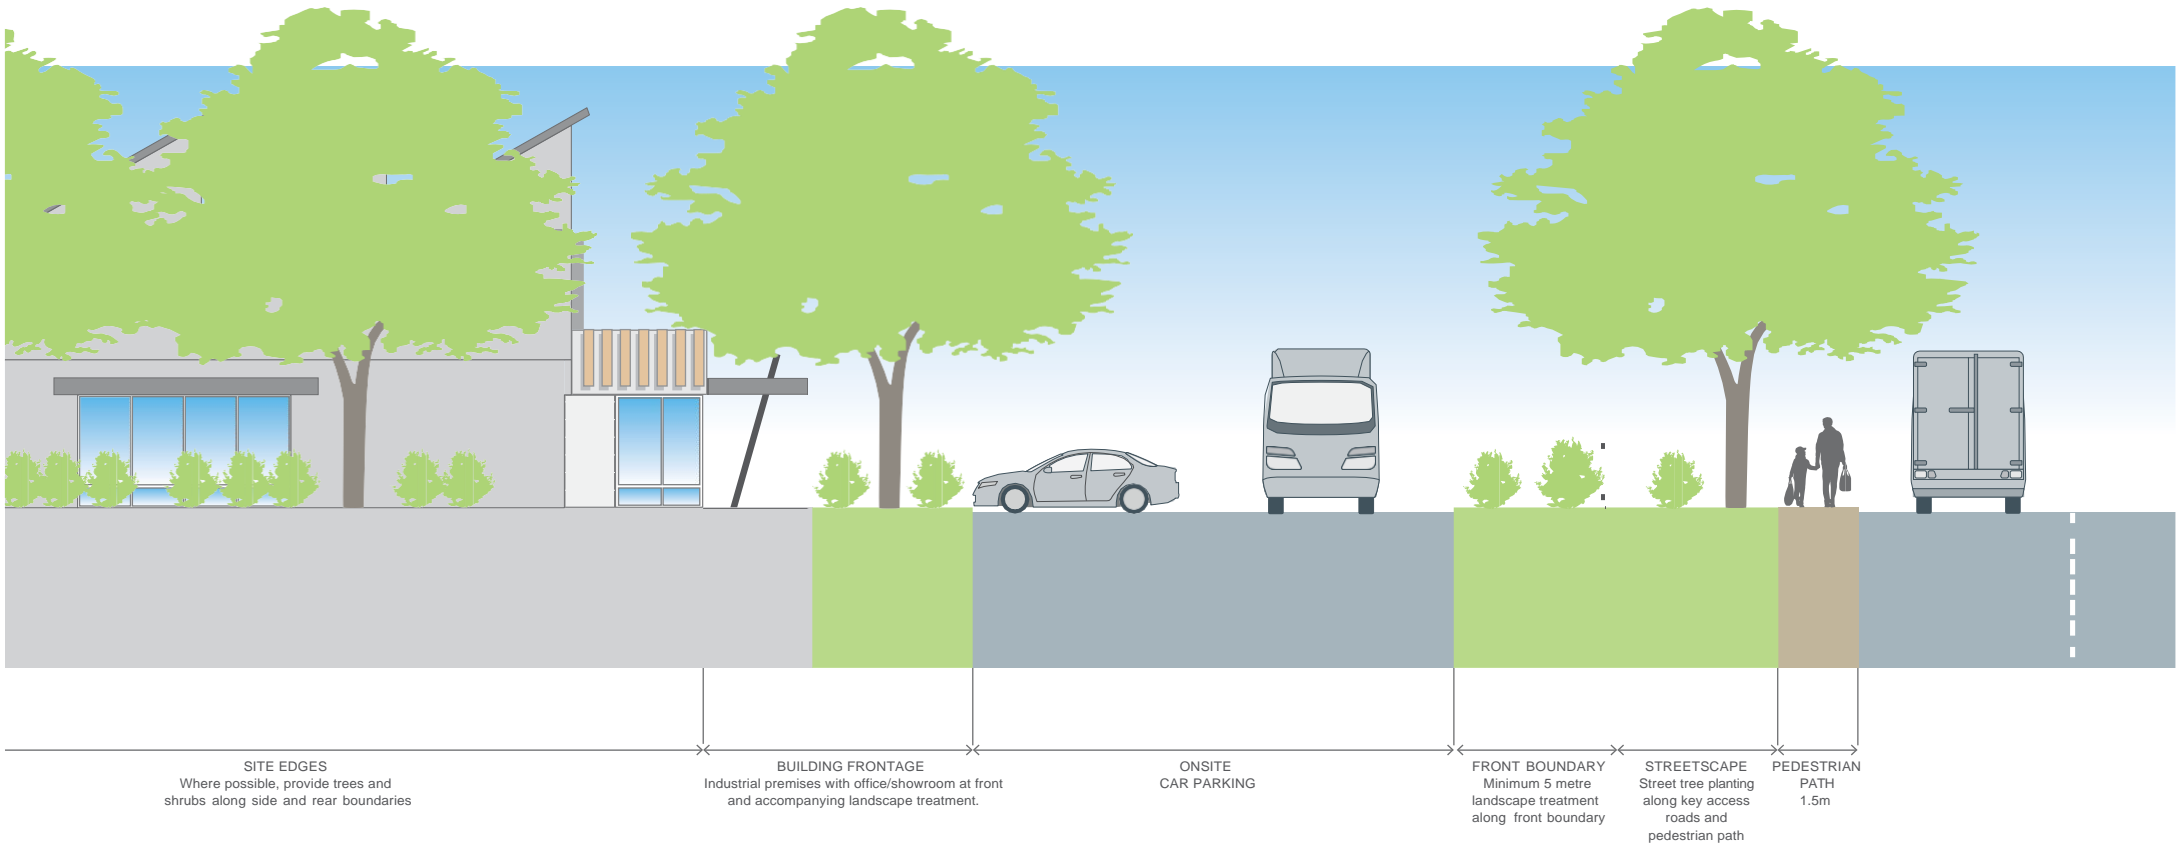 SITE EDGES
Where possible, provide trees and
shrubs along side and rear boundaries
BUILDING FRONTAGE
Industrial premises with office/showroom at front
and accompanying landscape treatment.
ONSITE
CAR PARKING
FRONT BOUNDARY
Minimum 5 metre
landscape treatment
along front boundary
STREETSCAPE
Street tree planting
along key access
roads and
pedestrian path
PEDESTRIAN
PATH
1.5m